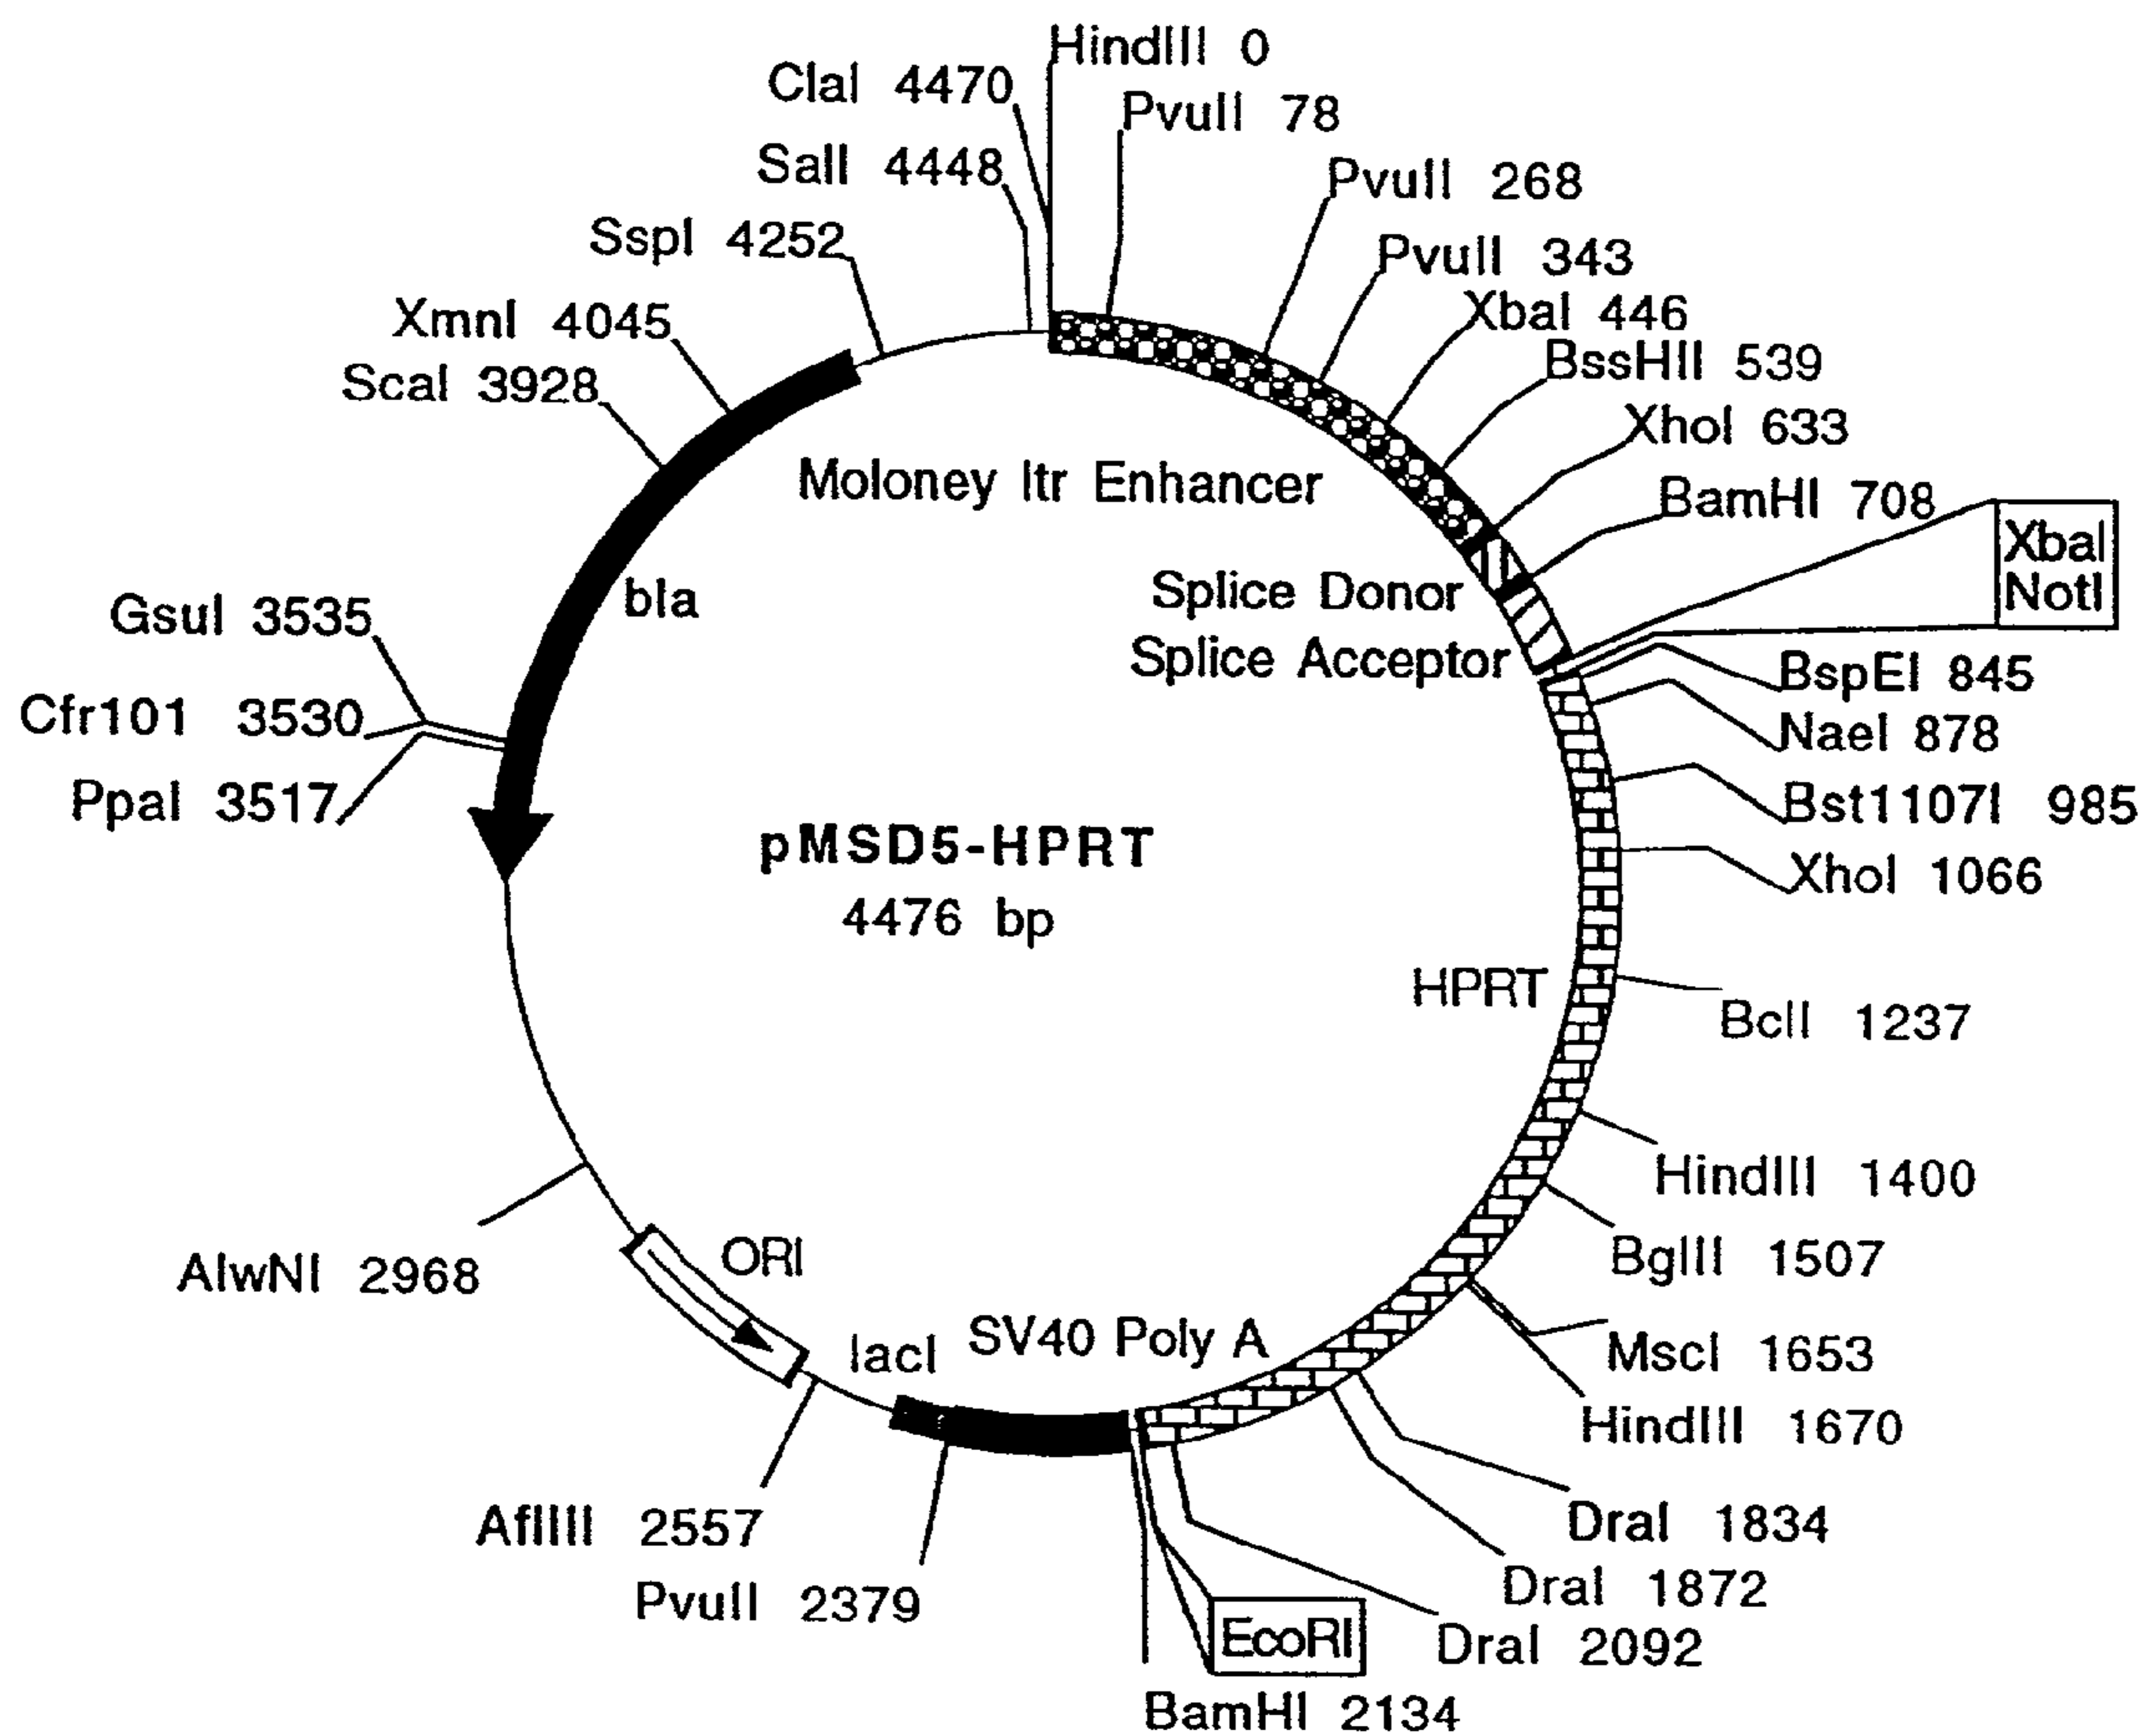 HindIII 0
ClaI 4470
PvuII 78
SalI 4448
PvuII 268
SspI 4252
PvuII 343
XbaI 446
XmnI 4045
BssHII 539
ScaI 3928
XhoI 633
Moloney ltr Enhancer
BamHI 708
XbaI
NotI
Splice Donor
bla
GsuI 3535
Splice Acceptor
BspEI 845
Cfr101 3530
NaeI 878
PpaI 3517
Bst1107I 985
pMSD5-HPRT
XhoI 1066
4476 bp
HPRT
BclI 1237
HindIII 1400
ORI
BglII 1507
AlwNI 2968
lacI
SV40 Poly A
MscI 1653
HindIII 1670
DraI 1834
AflIII 2557
DraI 1872
PvuII 2379
EcoRI
DraI 2092
BamHI 2134